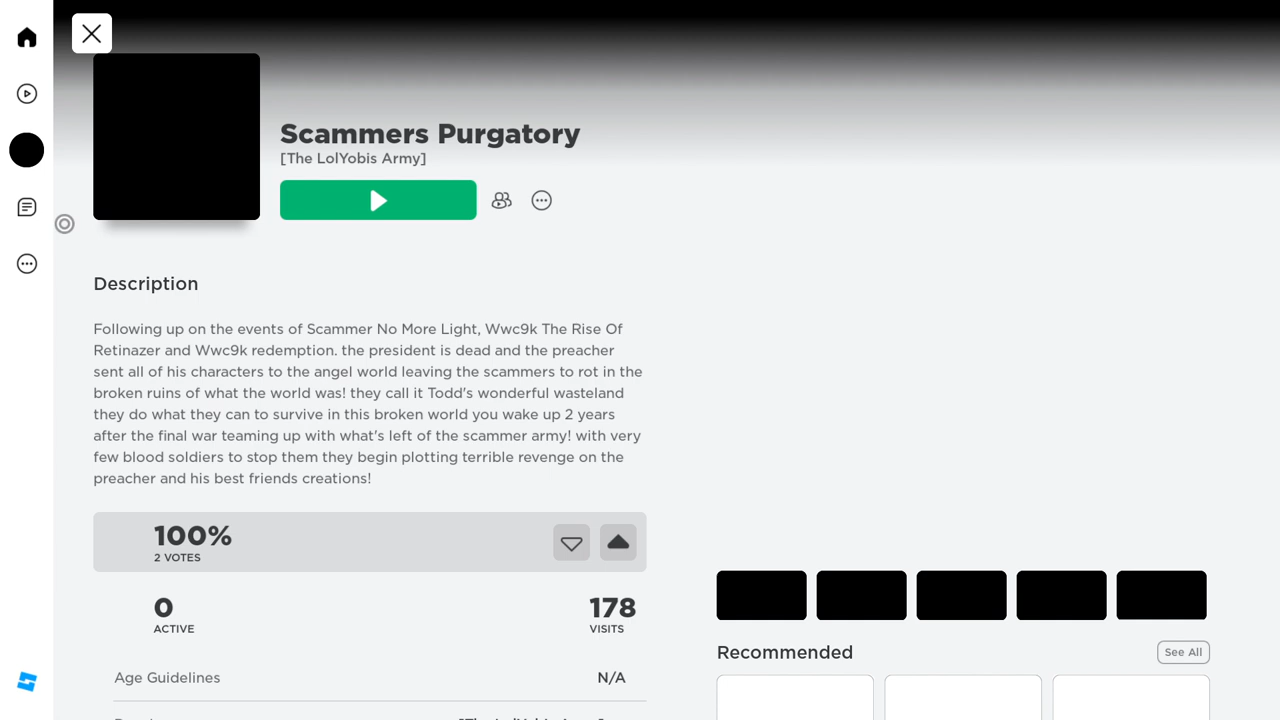 Scammers Purgatory
[The LolYobis Army]
Description
Following up on the events of Scammer No More Light, Wwc9k The Rise Of
Retinazer and Wwc9k redemption. the president is dead and the preacher
sent all of his characters to the angel world leaving the scammers to rot in the
broken ruins of what the world was! they call it Todd's wonderful wasteland
they do what they can to survive in this broken world you wake up 2 years
after the final war teaming up with what's left of the scammer army! with very
few blood soldiers to stop them they begin plotting terrible revenge on the
preacher and his best friends creations!
100%
2 VOTES
0
ACTIVE
178
VISITS
Age Guidelines
N/A
Recommended
See All